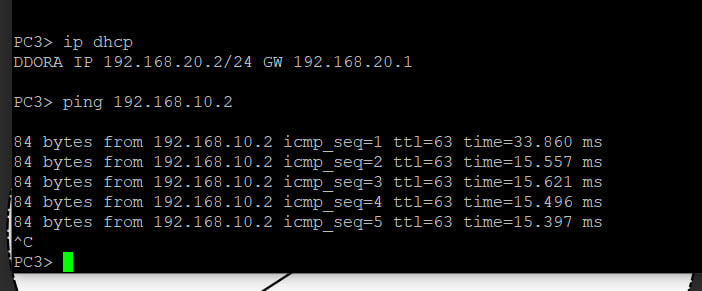 PC3> ip dhcp
DDORA IP 192.168.20.2/24 GW 192.168.20.1
PC3> ping 192.168.10.2
84 bytes from 192.168.10.2 icmp_seq=1 ttl=63 time=33.860 ms
84 bytes from 192.168.10.2 icmp_seq=2 ttl=63 time=15.557 ms
84 bytes from 192.168.10.2 icmp_seq=3 ttl=63 time=15.621 ms
84 bytes from 192.168.10.2 icmp_seq=4 ttl=63 time=15.496 ms
84 bytes from 192.168.10.2 icmp_seq=5 ttl=63 time=15.397 ms
^C
PC3>